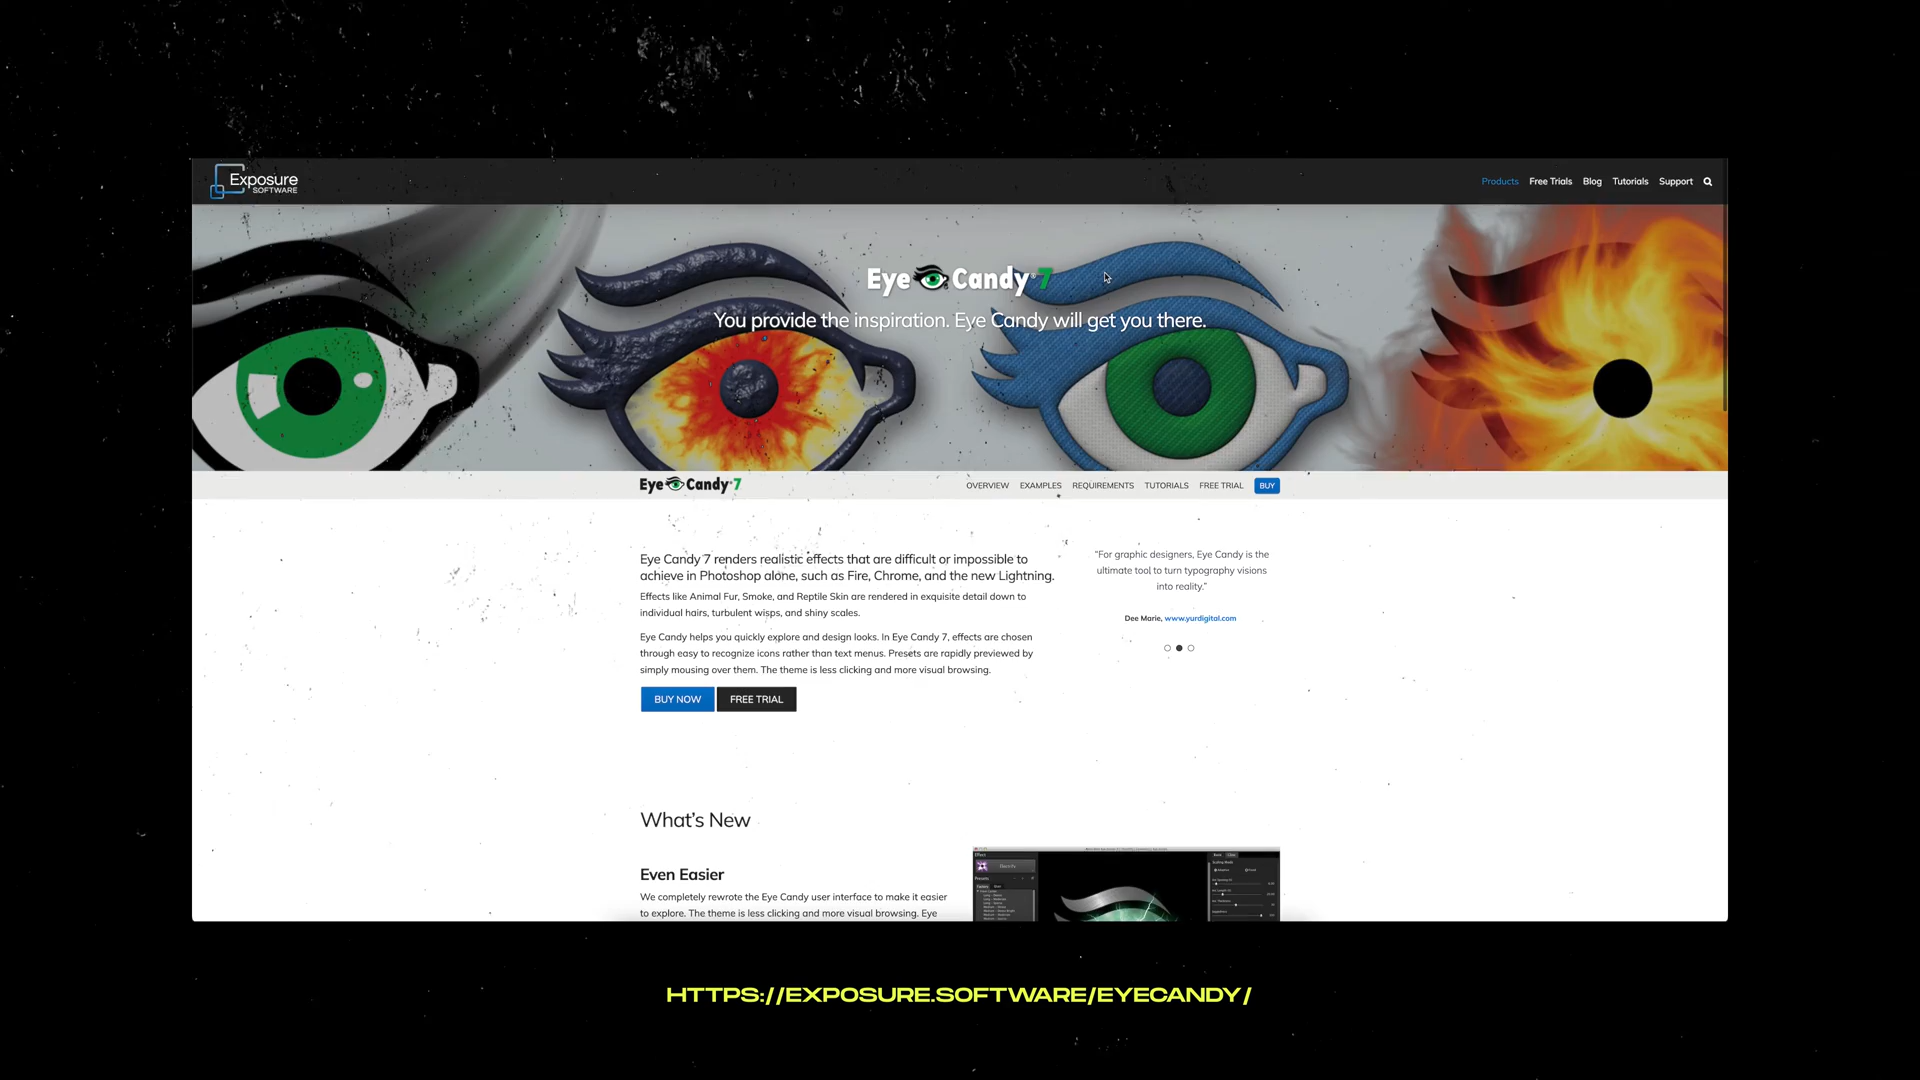 Exposure
SOFTWARE
Products Free Trials Blog Tutorials Support
Eye Candy 7
You provide the inspiration. Eye Candy will get you there.
Eye Candy 7
OVERVIEW EXAMPLES REQUIREMENTS TUTORIALS FREE TRIAL BUY
Eye Candy 7 renders realistic effects that are difficult or impossible to
achieve in Photoshop alone, such as Fire, Chrome, and the new Lightning.
Effects like Animal Fur, Smoke, and Reptile Skin are rendered in exquisite detail down to
individual hairs, turbulent wisps, and shiny scales.
Eye Candy helps you quickly explore and design looks. In Eye Candy 7, effects are chosen
through easy to recognize icons rather than text menus. Presets are rapidly previewed by
simply mousing over them. The theme is less clicking and more visual browsing.
BUY NOW FREE TRIAL
“For graphic designers, Eye Candy is the
ultimate tool to turn typography visions
into reality.”
Dee Marie, www.yurdigital.com
What’s New
Even Easier
We completely rewrote the Eye Candy user interface to make it easier
to explore. The theme is less clicking and more visual browsing. Eye
HTTPS://EXPOSURE.SOFTWARE/EYECANDY/